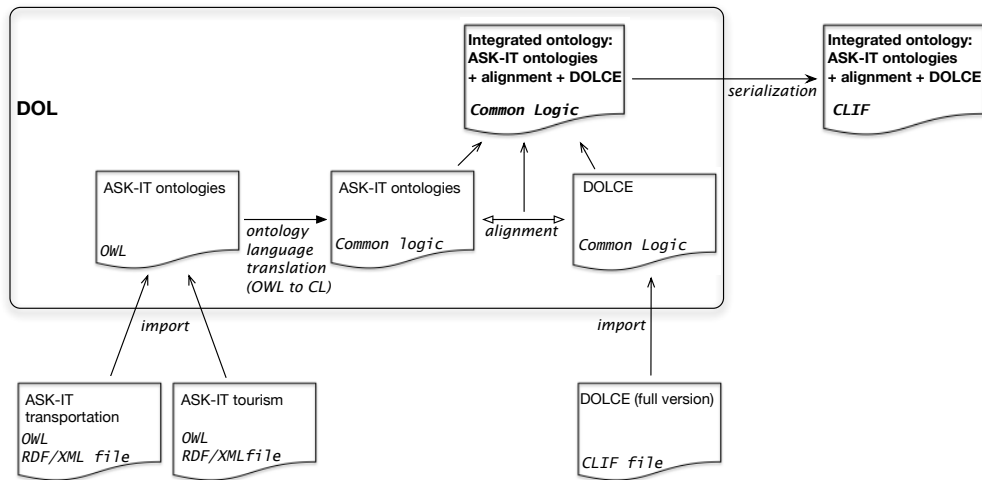 Integrated ontology:
ASK-IT ontologies
+ alignment + DOLCE
Common Logic
serialization
Integrated ontology:
ASK-IT ontologies
+ alignment + DOLCE
CLIF
DOL
ASK-IT ontologies
OWL
ontology
language
translation
(OWL to CL)
ASK-IT ontologies
Common logic
alignment
DOLCE
Common Logic
import
import
ASK-IT
transportation
OWL
RDF/XML file
ASK-IT tourism
OWL
RDF/XMLfile
DOLCE (full version)
CLIF file